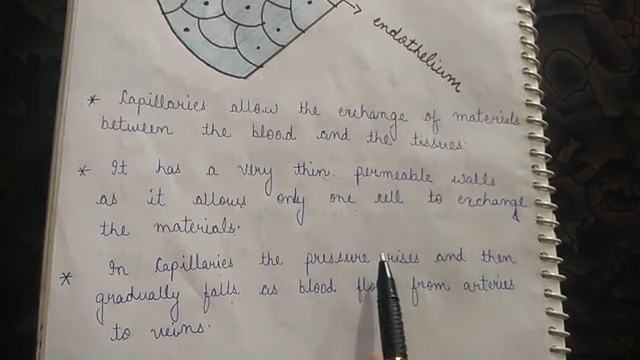 endothelium
* Capillaries allow the exchange of materials
between the blood and the tissues.
* It has a very thin permeable walls
as it allows only one cell to exchange
the materials.
* In Capillaries the pressure rises and then
gradually falls as blood from arteries
to veins.